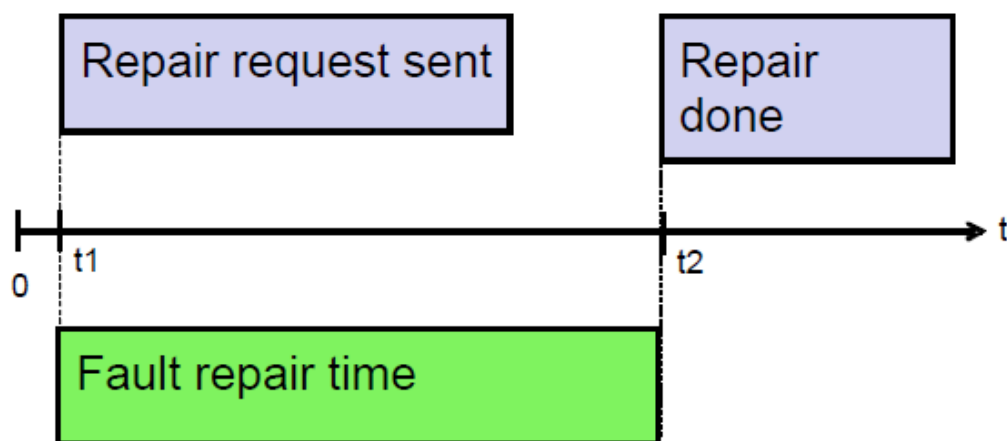 Repair request sent
Repair
done
t
t1
t2
0
Fault repair time